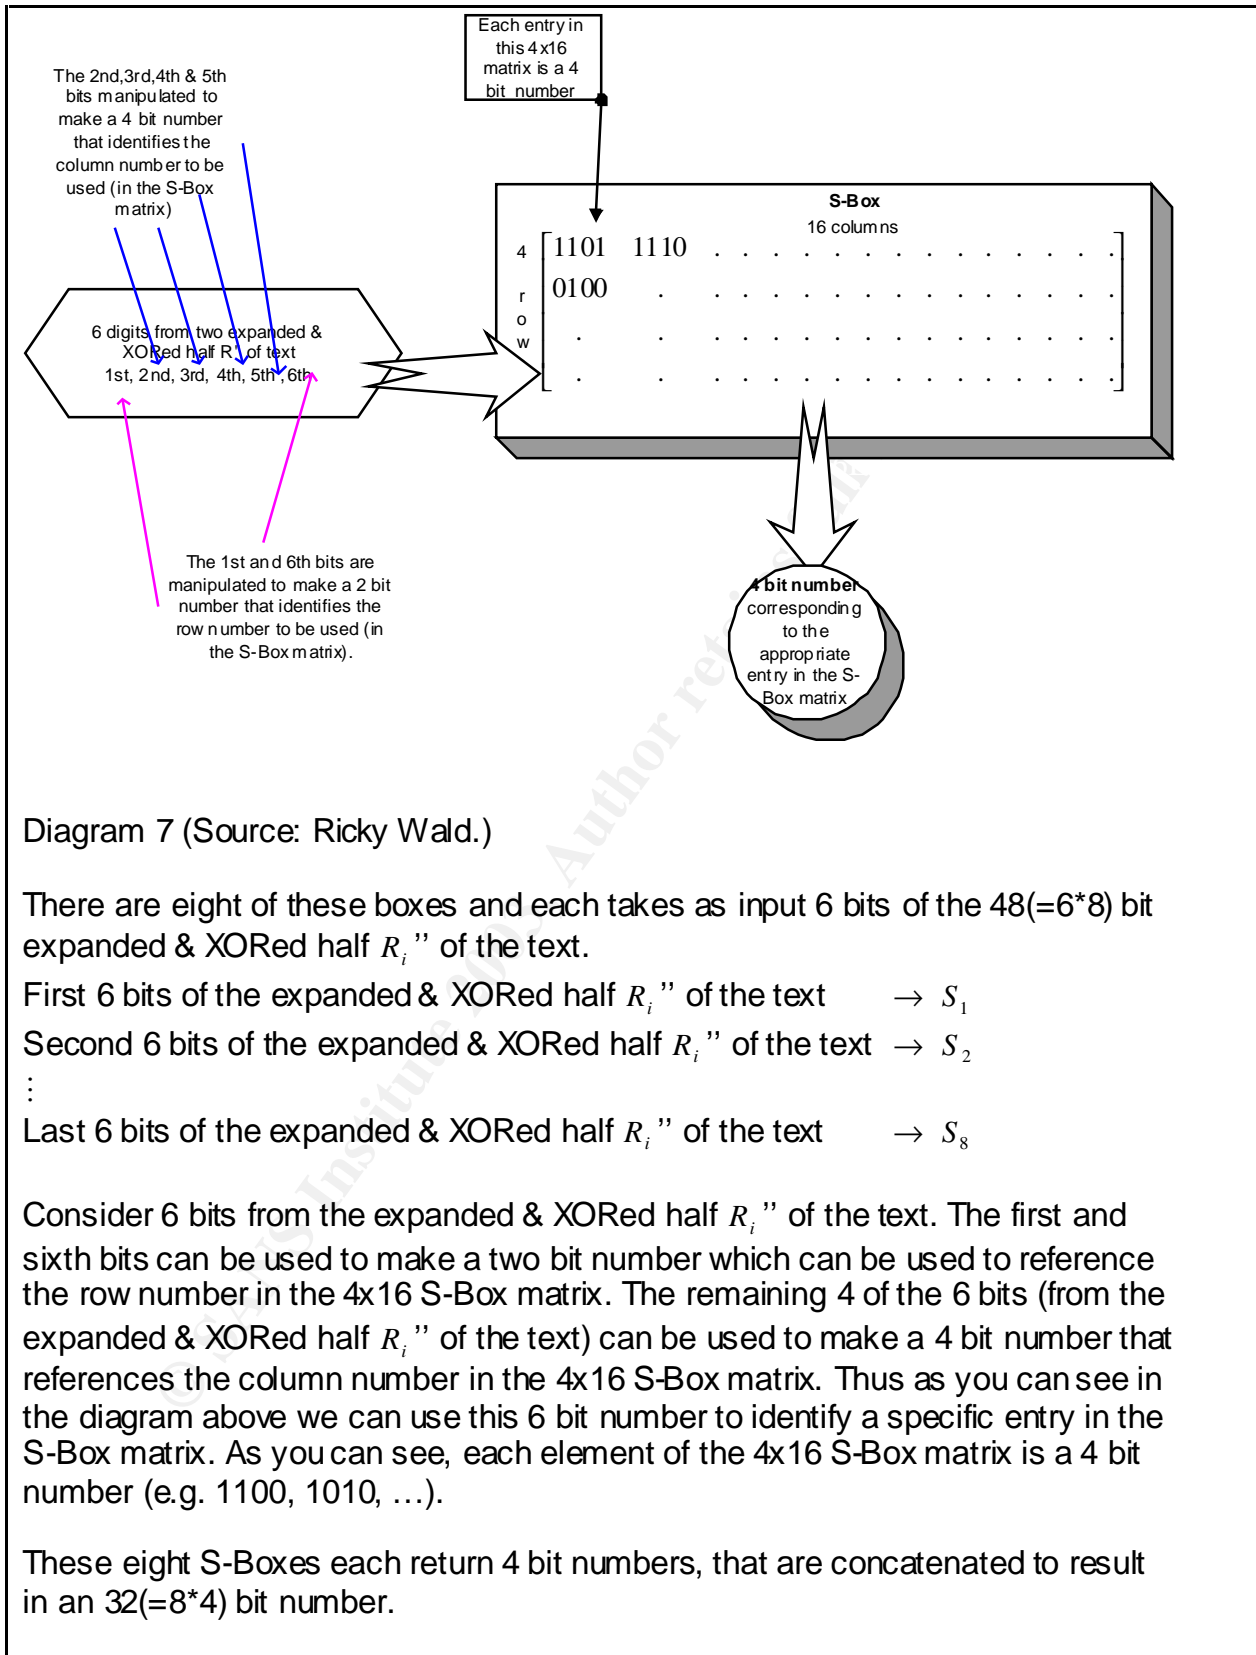 Each entry in
this 4x16
matrix is a 4
bit number
The 2nd,3rd,4th & 5th
bits manipulated to
make a 4 bit number
that identifies the
column number to be
used (in the S-Box
matrix)
S-Box
16 columns
4 1101 1110 . . . . . . . . . . . . . .
r 0100 . . . . . . . . . . . . . . .
o
w . . . . . . . . . . . . . . . .
. . . . . . . . . . . . . . . .
6 digits from two expanded &
XORed half R'' of text
1st, 2nd, 3rd, 4th, 5th, 6th
The 1st and 6th bits are
manipulated to make a 2 bit
number that identifies the
row number to be used (in
the S-Box matrix).
4 bit number
corresponding
to the
appropriate
entry in the S-
Box matrix
Diagram 7 (Source: Ricky Wald.)
There are eight of these boxes and each takes as input 6 bits of the 48(=6*8) bit
expanded & XORed half R_i'' of the text.
First 6 bits of the expanded & XORed half R_i'' of the text → S_1
Second 6 bits of the expanded & XORed half R_i'' of the text → S_2
⋮
Last 6 bits of the expanded & XORed half R_i'' of the text → S_8
Consider 6 bits from the expanded & XORed half R_i'' of the text. The first and
sixth bits can be used to make a two bit number which can be used to reference
the row number in the 4x16 S-Box matrix. The remaining 4 of the 6 bits (from the
expanded & XORed half R_i'' of the text) can be used to make a 4 bit number that
references the column number in the 4x16 S-Box matrix. Thus as you can see in
the diagram above we can use this 6 bit number to identify a specific entry in the
S-Box matrix. As you can see, each element of the 4x16 S-Box matrix is a 4 bit
number (e.g. 1100, 1010, …).
These eight S-Boxes each return 4 bit numbers, that are concatenated to result
in an 32(=8*4) bit number.
© SANS Institute 200 Author reta